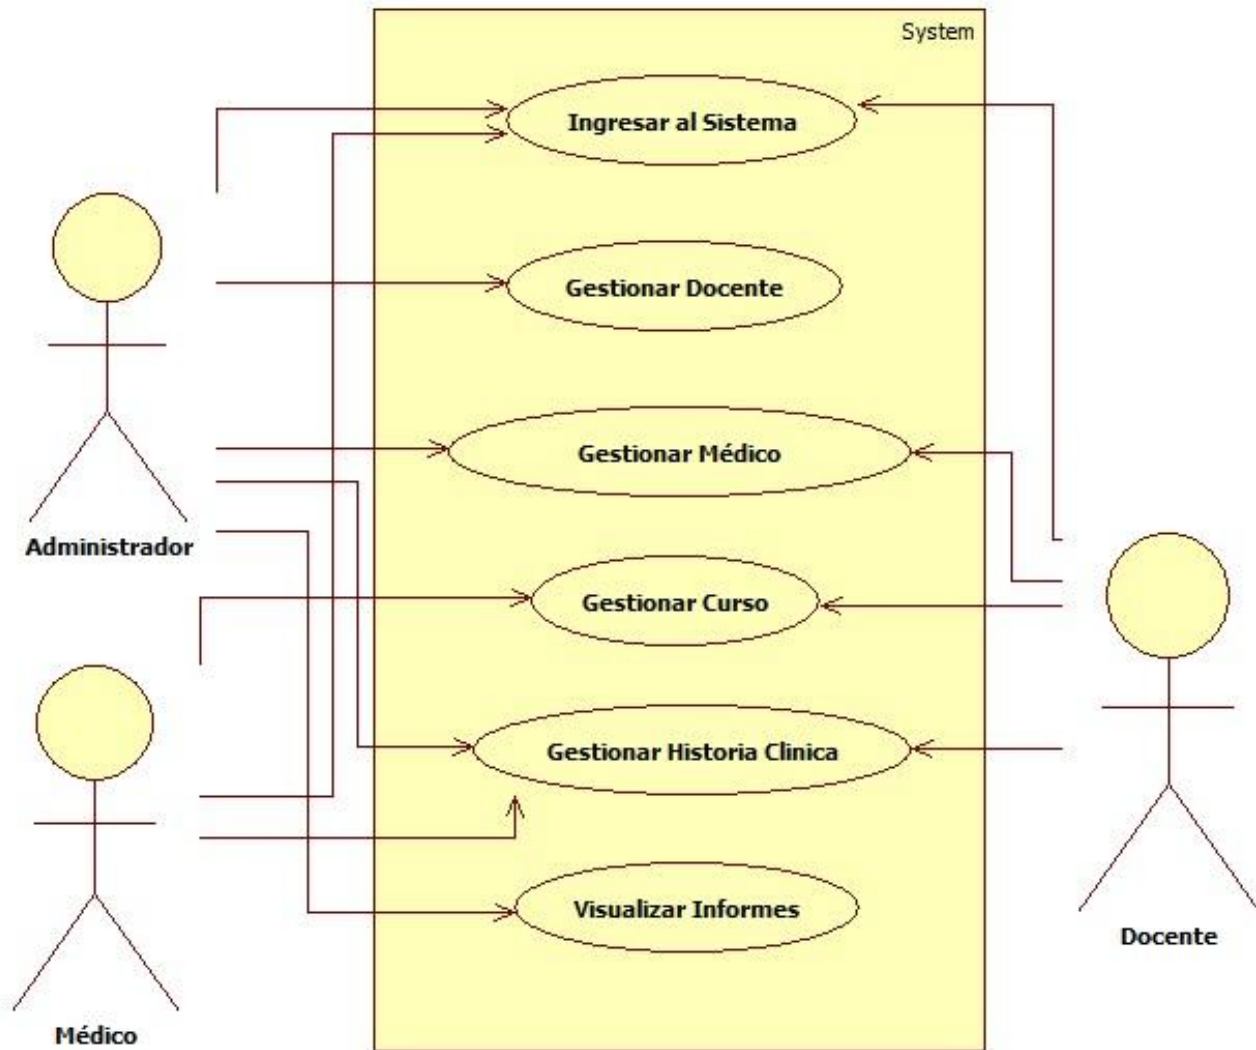 System
Ingresar al Sistema
Gestionar Docente
Gestionar Médico
Administrador
Gestionar Curso
Gestionar Historia Clinica
Visualizar Informes
Docente
Médico